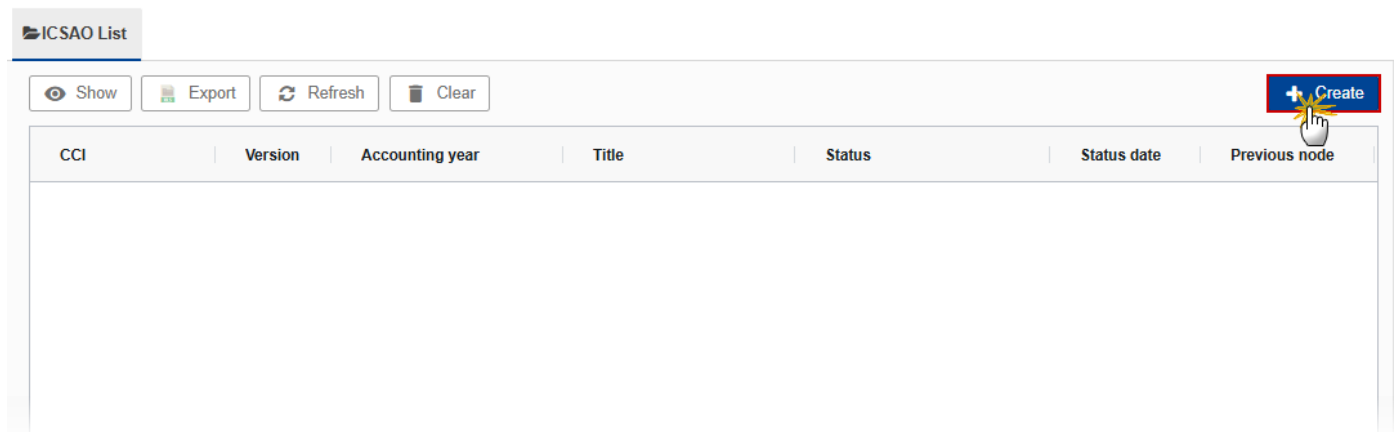 ICSAO List
Show Export Refresh Clear Create
CCI Version Accounting year Title Status Status date Previous node